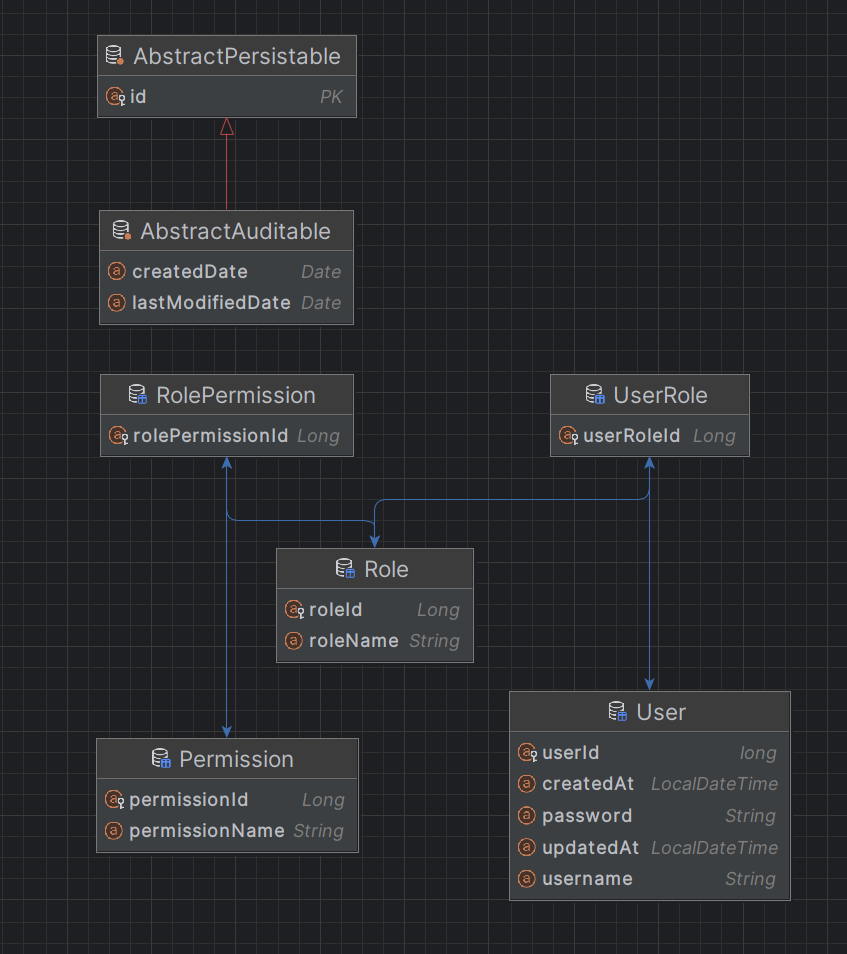 AbstractPersistable
id PK
AbstractAuditable
createdDate Date
lastModifiedDate Date
RolePermission
rolePermissionId Long
UserRole
userRoleId Long
Role
roleId Long
roleName String
User
userId long
createdAt LocalDateTime
password String
updatedAt LocalDateTime
username String
Permission
permissionId Long
permissionName String